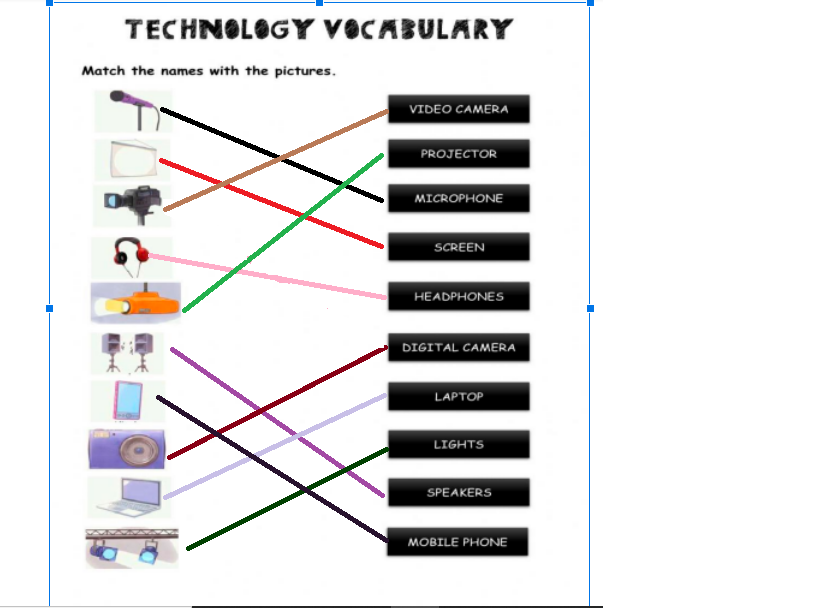 TECHNOLOGY VOCABULARY
Match the names with the pictures.
VIDEO CAMERA
PROJECTOR
MICROPHONE
SCREEN
HEADPHONES
DIGITAL CAMERA
LAPTOP
LIGHTS
SPEAKERS
MOBILE PHONE